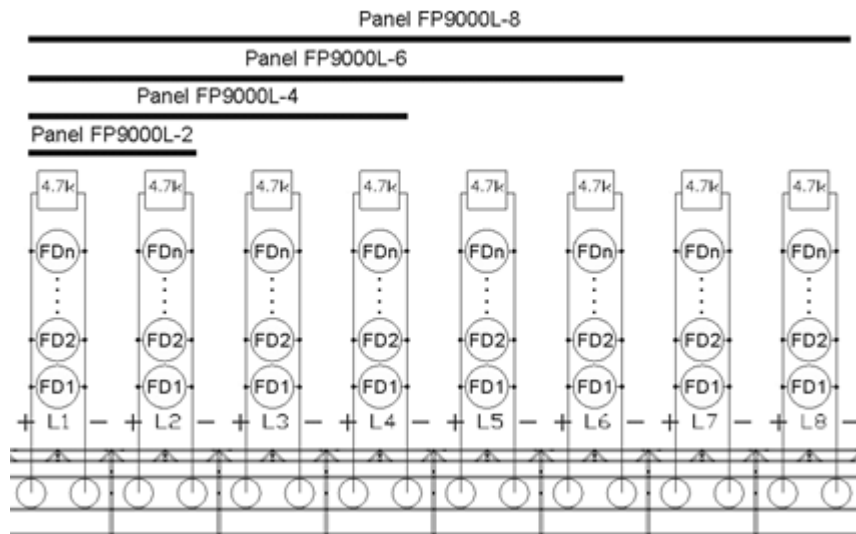 Panel FP9000L-8
Panel FP9000L-6
Panel FP9000L-4
Panel FP9000L-2
4.7k 4.7k 4.7k 4.7k 4.7k 4.7k 4.7k 4.7k
FDn FDn FDn FDn FDn FDn FDn FDn
FD2 FD2 FD2 FD2 FD2 FD2 FD2 FD2
FD1 FD1 FD1 FD1 FD1 FD1 FD1 FD1
+ L1 - + L2 - + L3 - + L4 - + L5 - + L6 - + L7 - + L8 -